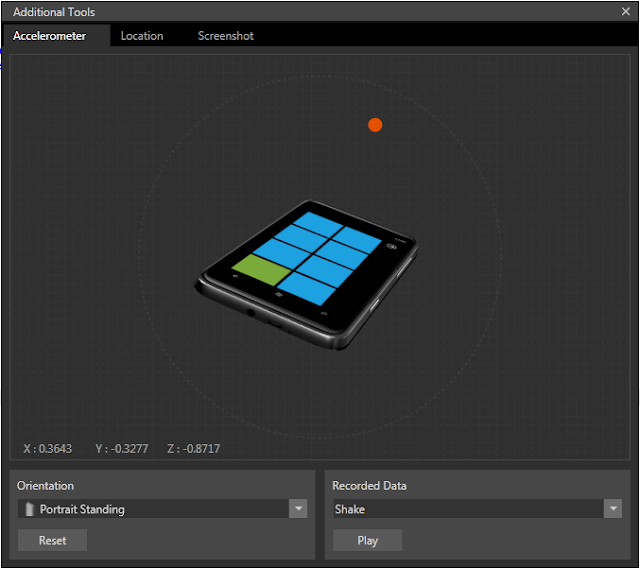 Additional Tools
Accelerometer Location Screenshot
X : 0.3643 Y : -0.3277 Z : -0.8717
Orientation
Portrait Standing
Reset
Recorded Data
Shake
Play